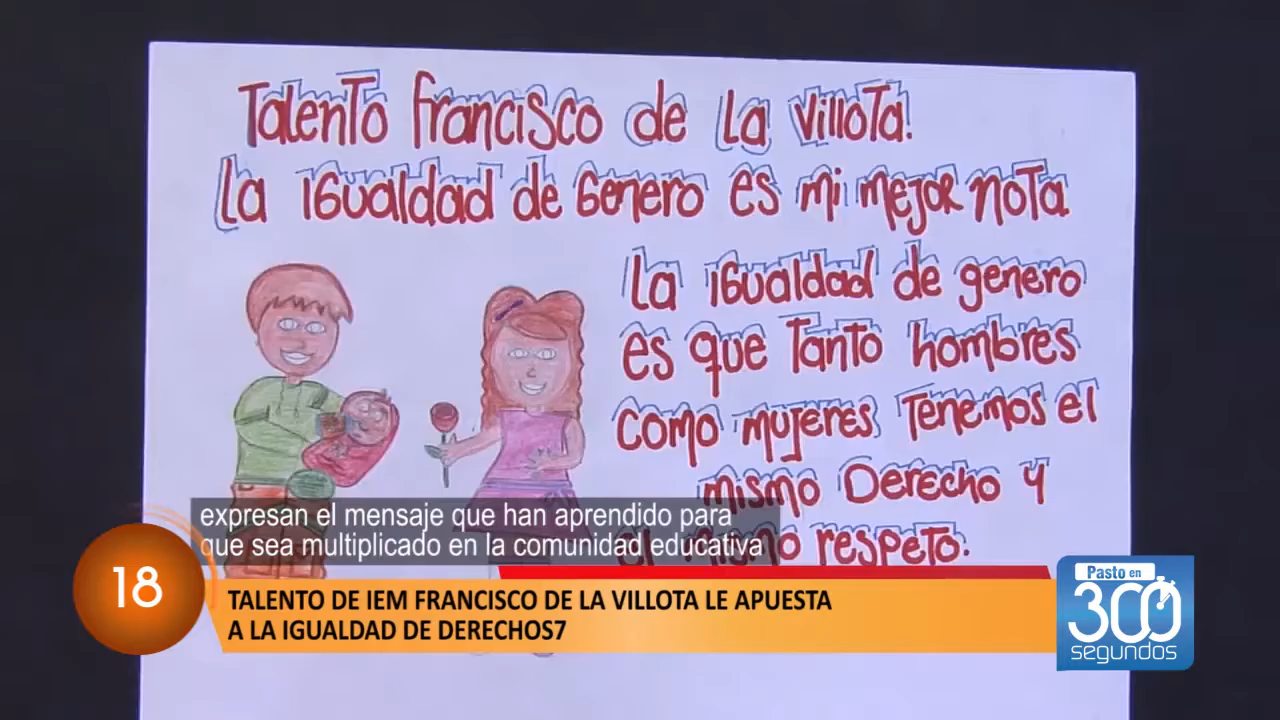 Talento francisco de la villota!
la igualdad de genero es mi mejor nota
la igualdad de genero
es que tanto hombres
como mujeres tenemos el
mismo Derecho y
el mismo respeto.
expresan el mensaje que han aprendido para
que sea multiplicado en la comunidad educativa
18
TALENTO DE IEM FRANCISCO DE LA VILLOTA LE APUESTA
A LA IGUALDAD DE DERECHOS7
Pasto en
300
segundos